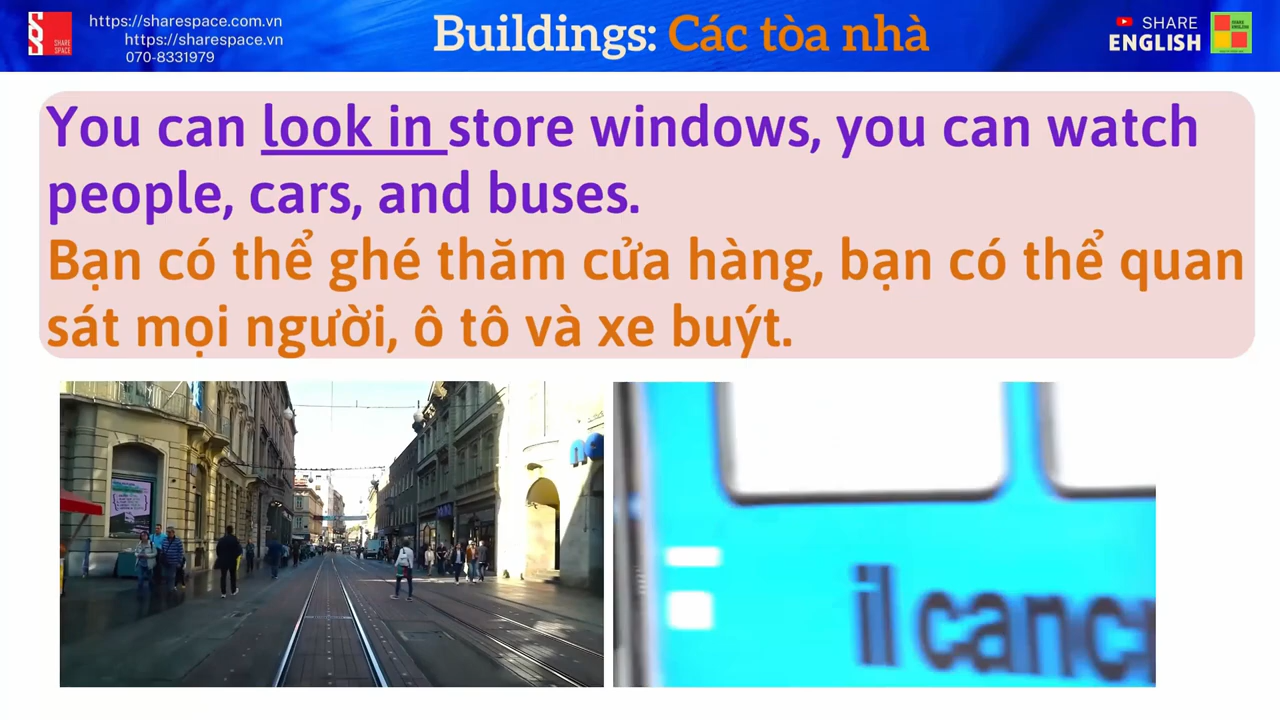 https://sharespace.com.vn
https://sharespace.vn
070-8331979
SHARE
SPACE
Buildings: Các tòa nhà
SHARE
ENGLISH
You can look in store windows, you can watch
people, cars, and buses.
Bạn có thể ghé thăm cửa hàng, bạn có thể quan
sát mọi người, ô tô và xe buýt.
il canc